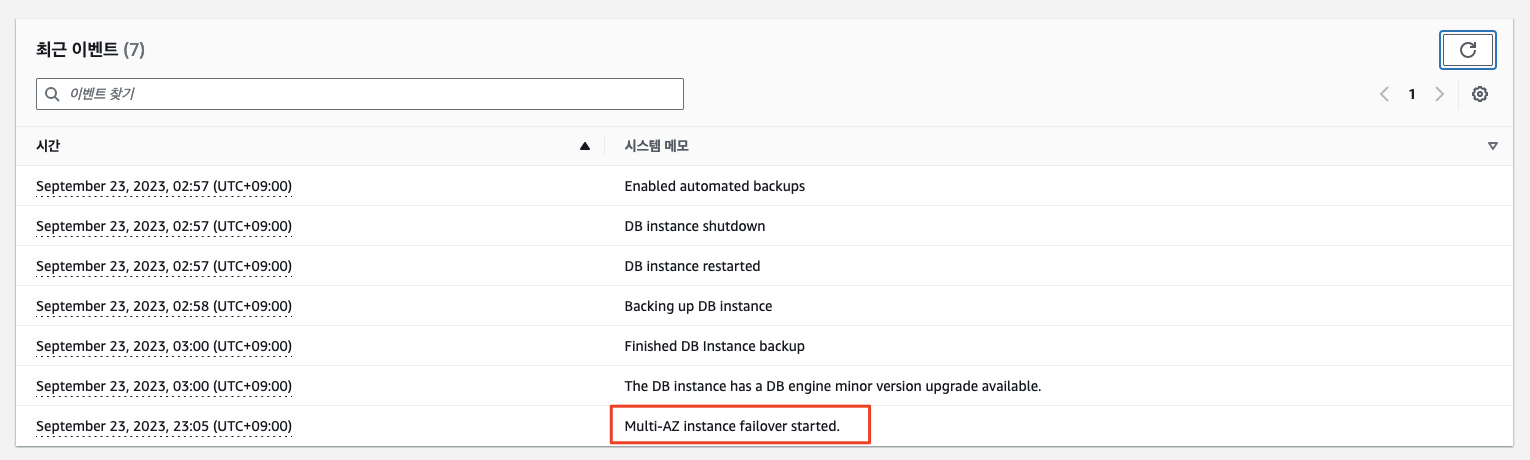 최근 이벤트 (7)
이벤트 찾기
1
시간 시스템 메모
September 23, 2023, 02:57 (UTC+09:00) Enabled automated backups
September 23, 2023, 02:57 (UTC+09:00) DB instance shutdown
September 23, 2023, 02:57 (UTC+09:00) DB instance restarted
September 23, 2023, 02:58 (UTC+09:00) Backing up DB instance
September 23, 2023, 03:00 (UTC+09:00) Finished DB Instance backup
September 23, 2023, 03:00 (UTC+09:00) The DB instance has a DB engine minor version upgrade available.
September 23, 2023, 23:05 (UTC+09:00) Multi-AZ instance failover started.